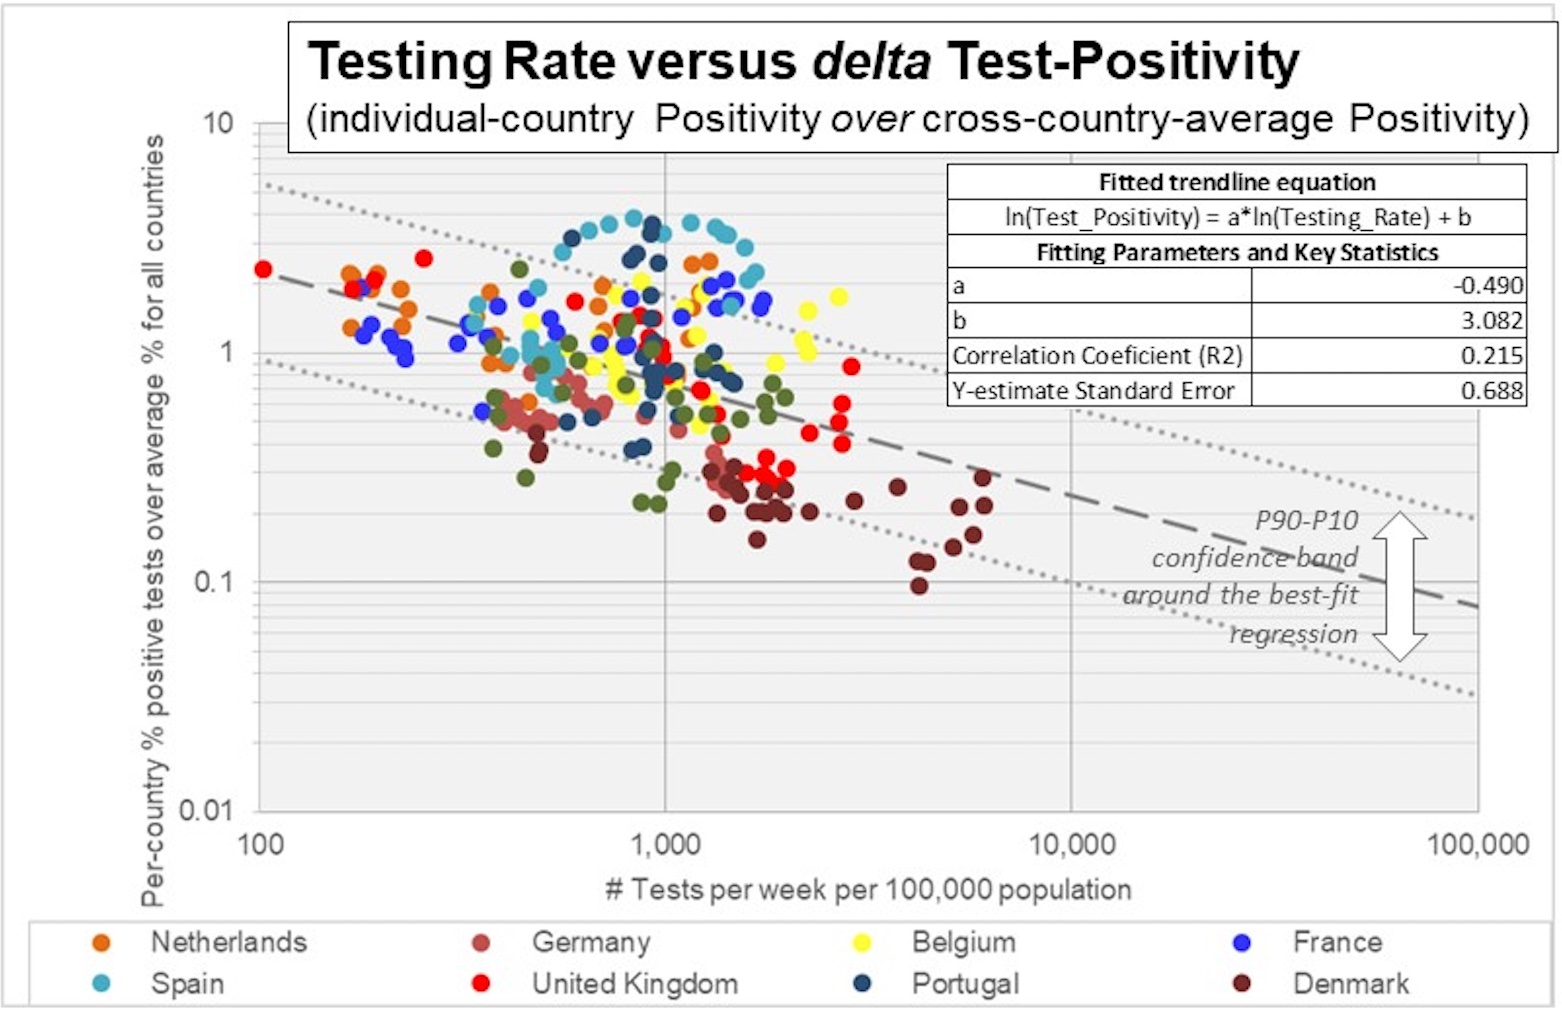 Testing Rate versus delta Test-Positivity
(individual-country Positivity over cross-country-average Positivity)
Per-country % positive tests over average % for all countries
10
1
0.1
0.01
Fitted trendline equation
ln(Test_Positivity) = a*ln(Testing_Rate) + b
Fitting Parameters and Key Statistics
a -0.490
b 3.082
Correlation Coeficient (R2) 0.215
Y-estimate Standard Error 0.688
P90-P10
confidence band
around the best-fit
regression
100 1,000 10,000 100,000
# Tests per week per 100,000 population
Netherlands Germany Belgium France
Spain United Kingdom Portugal Denmark